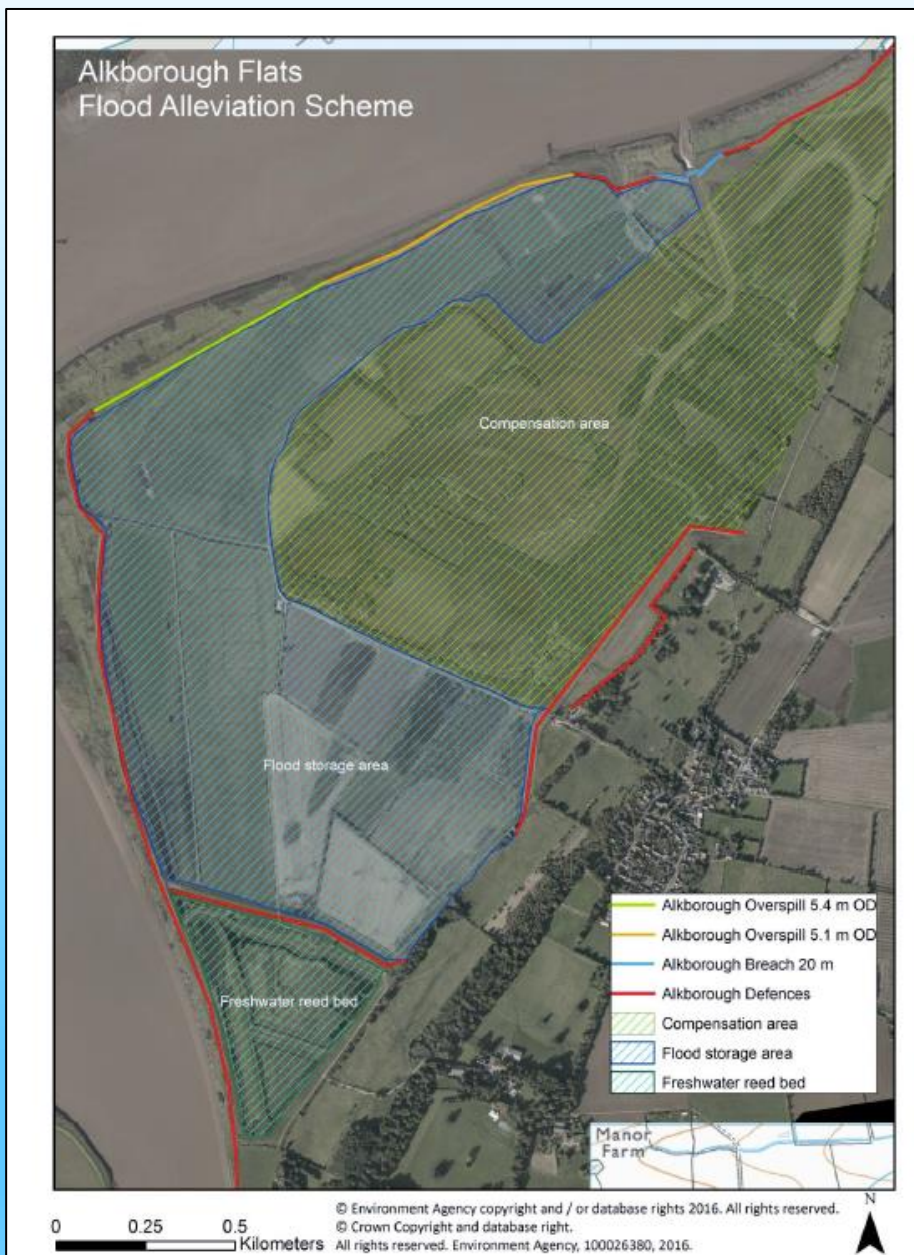 Alkborough Flats
Flood Alleviation Scheme
Compensation area
Flood storage area
Freshwater reed bed
Alkborough Overspill 5.4 m OD
Alkborough Overspill 5.1 m OD
Alkborough Breach 20 m
Alkborough Defences
Compensation area
Flood storage area
Freshwater reed bed
Manor
Farm
0 0.25 0.5
Kilometers
© Environment Agency copyright and / or database rights 2016. All rights reserved.
© Crown Copyright and database right.
All rights reserved. Environment Agency, 100026380, 2016.
N